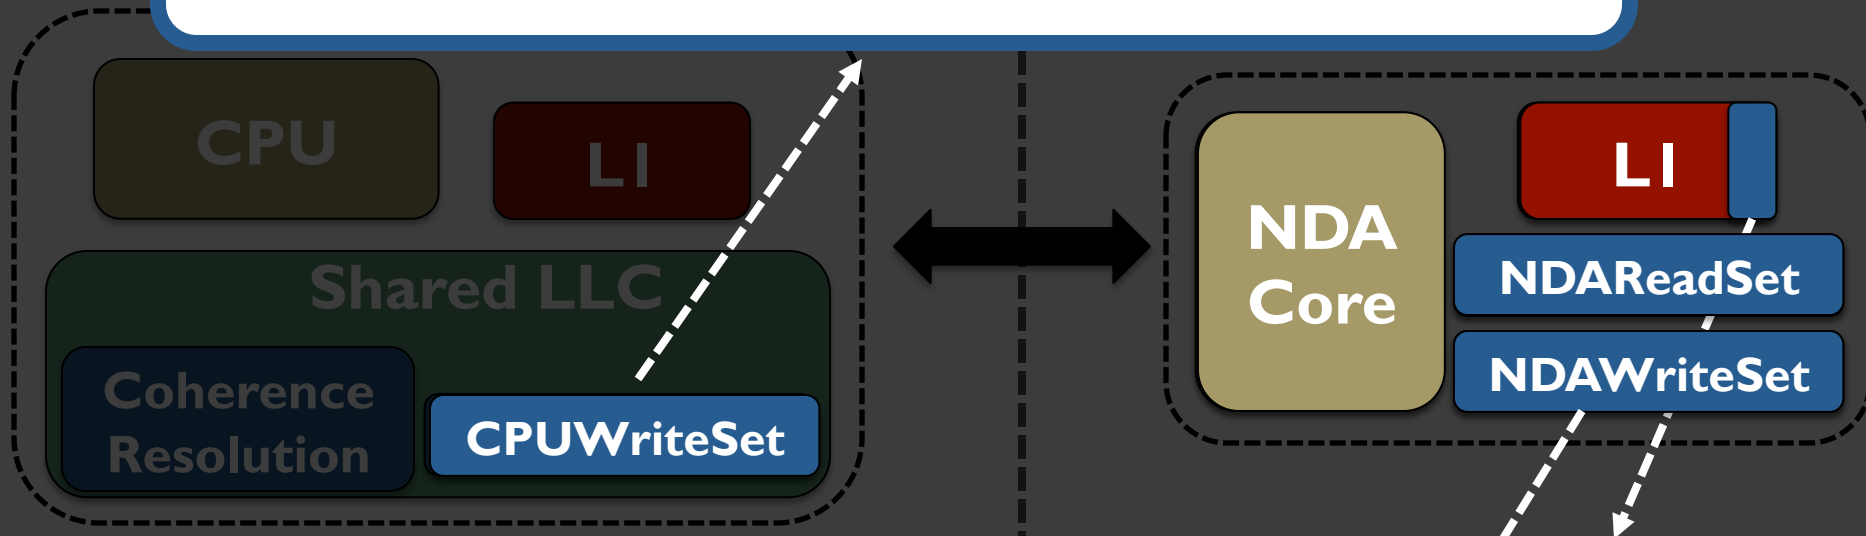 CPU
L1
Shared LLC
Coherence
Resolution
CPUWriteSet
NDA
Core
L1
NDAReadSet
NDAWriteSet